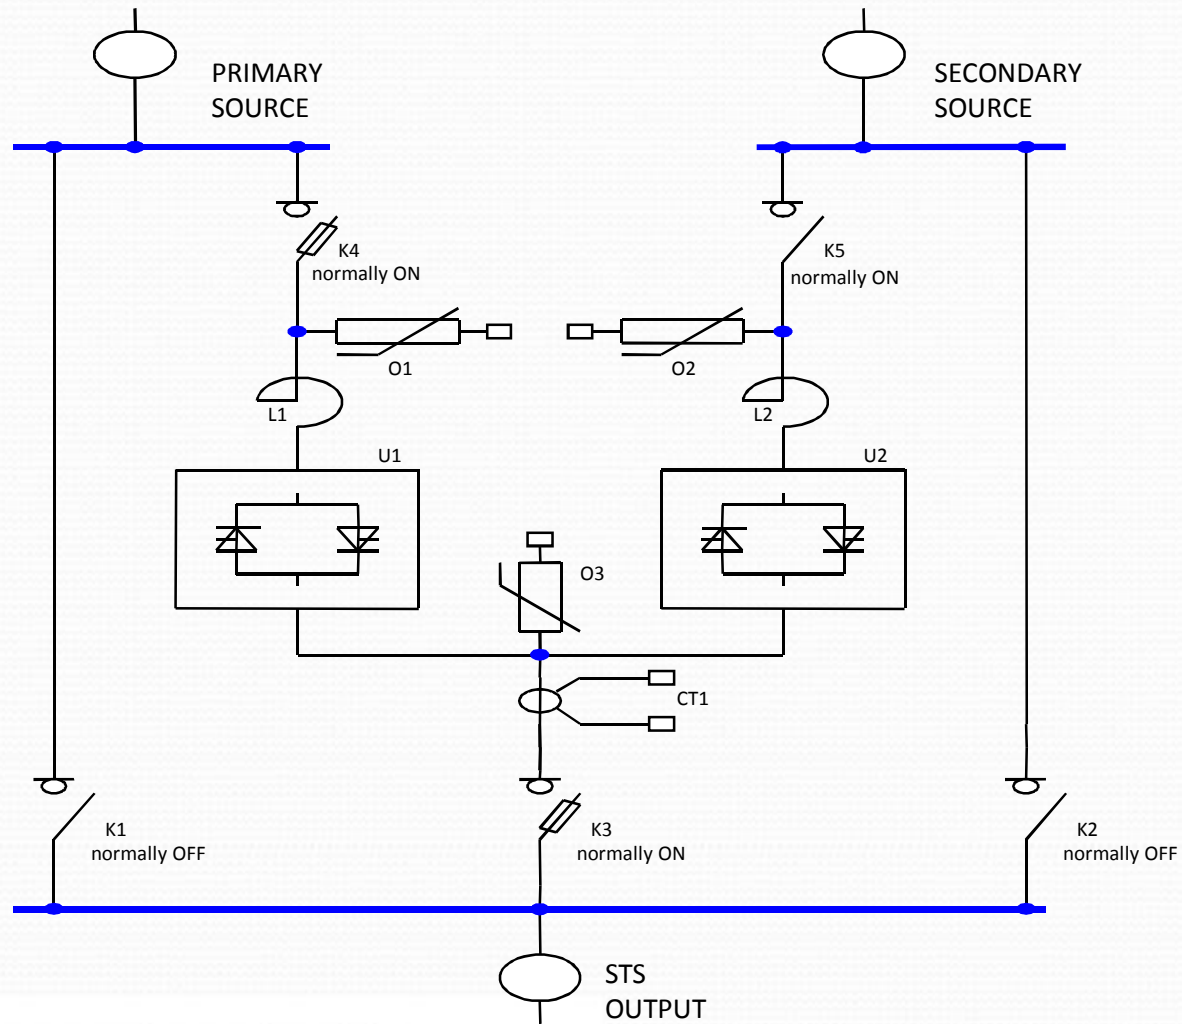 PRIMARY
SOURCE
SECONDARY
SOURCE
K4
normally ON
K5
normally ON
O1
O2
L1
L2
U1
U2
O3
CT1
K1
normally OFF
K3
normally ON
K2
normally OFF
STS
OUTPUT